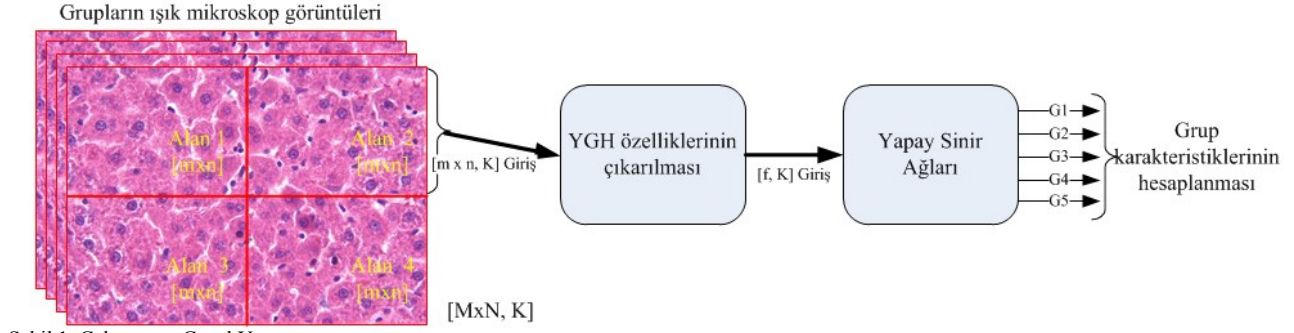 Grupların ışık mikroskop görüntüleri
Alan 1
[mxn]
Alan 2
[mxn]
Alan 3
[mxn]
Alan 4
[mxn]
[MxN, K]
[m x n, K] Giriş
YGH özelliklerinin
çıkarılması
[f, K] Giriş
Yapay Sinir
Ağları
G1
G2
G3
G4
G5
Grup
karakteristiklerinin
hesaplanması